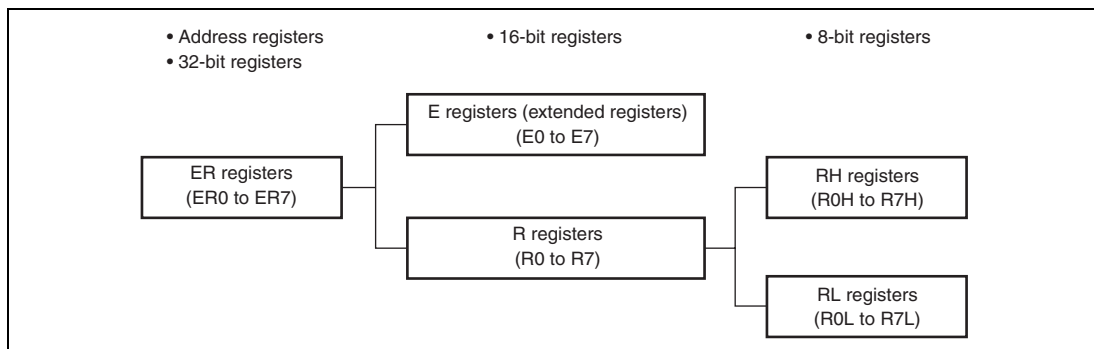 • Address registers
• 32-bit registers
• 16-bit registers
• 8-bit registers
E registers (extended registers)
(E0 to E7)
ER registers
(ER0 to ER7)
RH registers
(R0H to R7H)
R registers
(R0 to R7)
RL registers
(R0L to R7L)